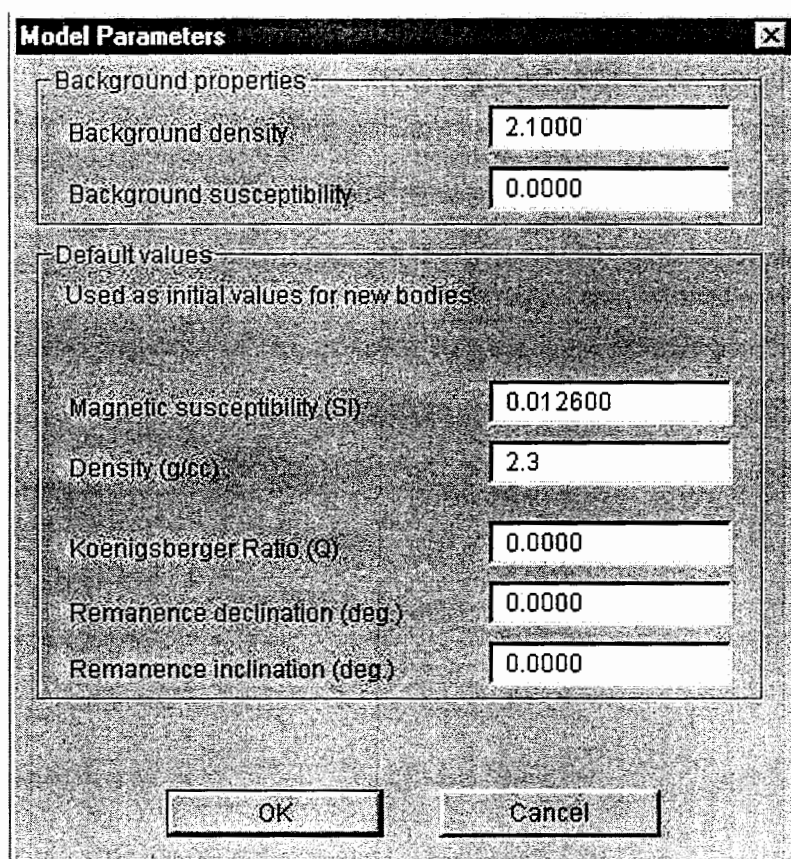 Model Parameters
Background properties
Background density 2.1000
Background susceptibility 0.0000
Default values
Used as initial values for new bodies
Magnetic susceptibility (SI) 0.012600
Density (g/cc) 2.3
Koenigsberger Ratio (Q) 0.0000
Remanence declination (deg.) 0.0000
Remanence inclination (deg.) 0.0000
OK Cancel